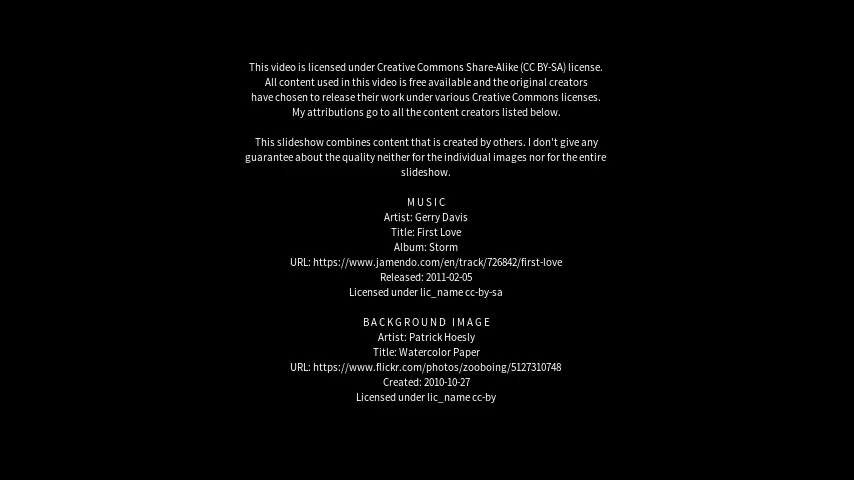 This video is licensed under Creative Commons Share-Alike (CC BY-SA) license.
All content used in this video is free available and the original creators
have chosen to release their work under various Creative Commons licenses.
My attributions go to all the content creators listed below.
This slideshow combines content that is created by others. I don't give any
guarantee about the quality neither for the individual images nor for the entire
slideshow.
M U S I C
Artist: Gerry Davis
Title: First Love
Album: Storm
URL: https://www.jamendo.com/en/track/726842/first-love
Released: 2011-02-05
Licensed under lic_name cc-by-sa
B A C K G R O U N D   I M A G E
Artist: Patrick Hoesly
Title: Watercolor Paper
URL: https://www.flickr.com/photos/zooboing/5127310748
Created: 2010-10-27
Licensed under lic_name cc-by